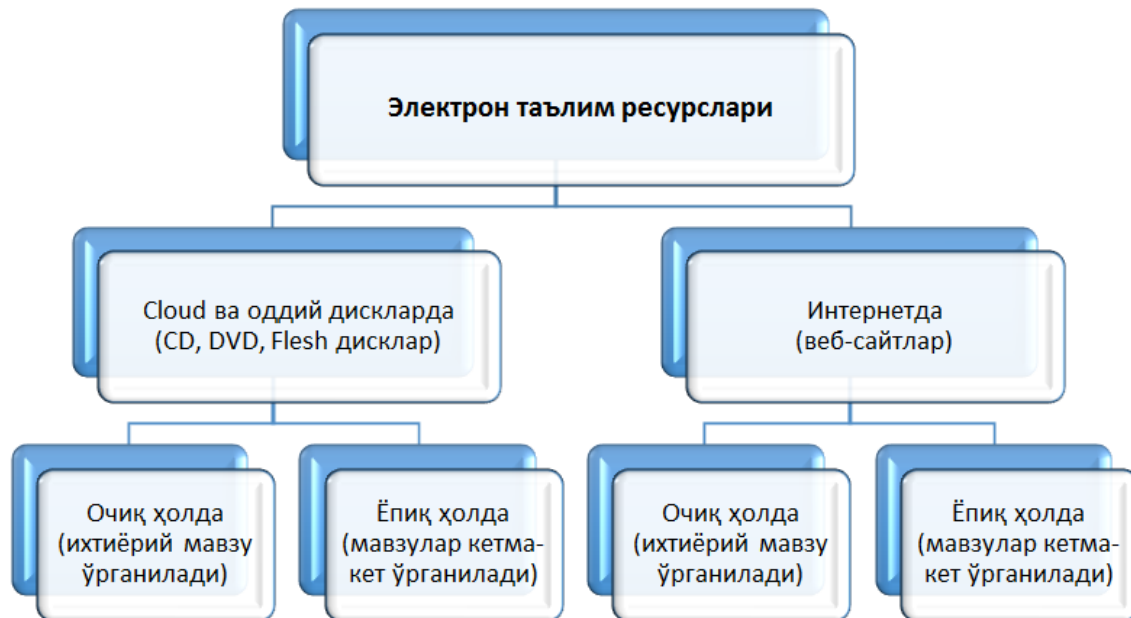 Электрон таълим ресурслари
Cloud ва оддий дискларда
(CD, DVD, Flesh дисклар)
Интернетда
(веб-сайтлар)
Очиқ ҳолда
(ихтиёрий мавзу
ўрганилади)
Ёпиқ ҳолда
(мавзулар кетма-
кет ўрганилади)
Очиқ ҳолда
(ихтиёрий мавзу
ўрганилади)
Ёпиқ ҳолда
(мавзулар кетма-
кет ўрганилади)